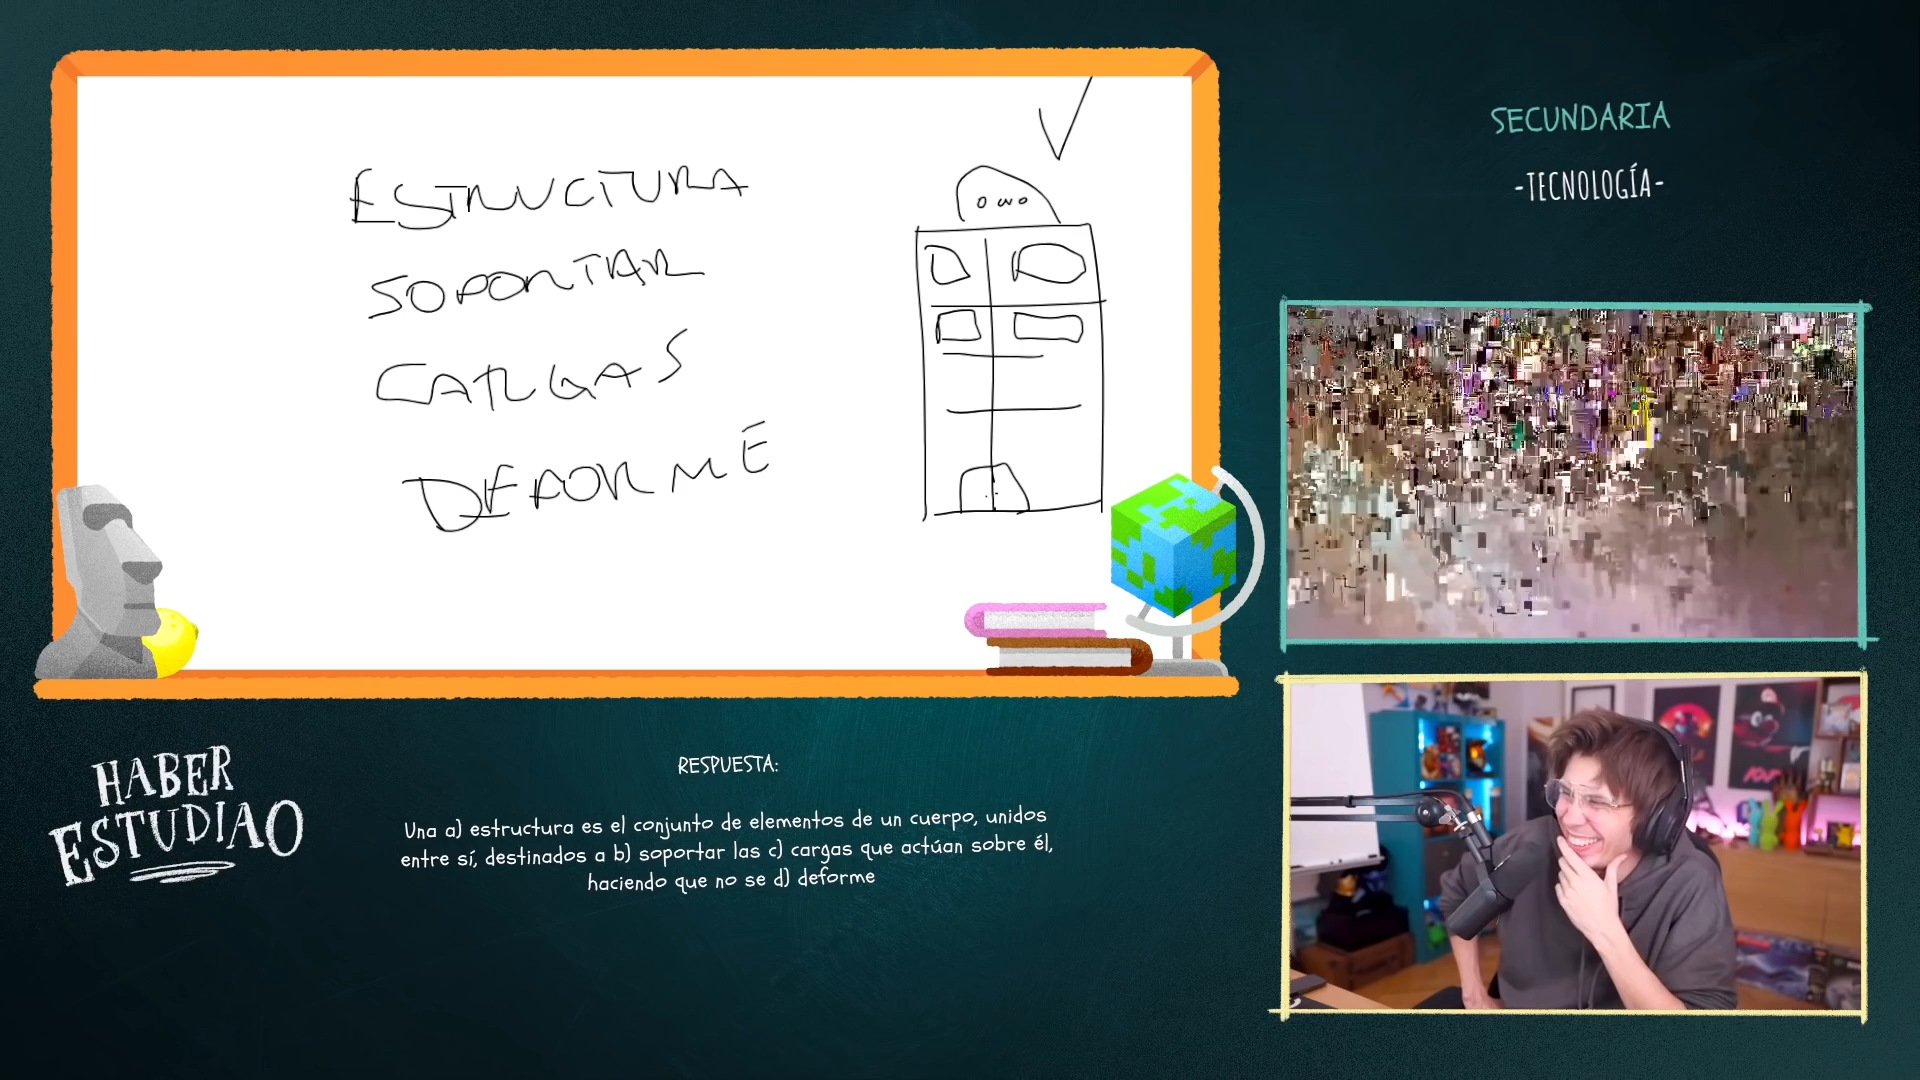 ESTRUCTURA
SOPORTAR
CARGAS
DEFORME
OwO
SECUNDARIA
-TECNOLOGÍA-
HABER
ESTUDIAO
RESPUESTA:
Una a) estructura es el conjunto de elementos de un cuerpo, unidos
entre sí, destinados a b) soportar las c) cargas que actúan sobre él,
haciendo que no se d) deforme